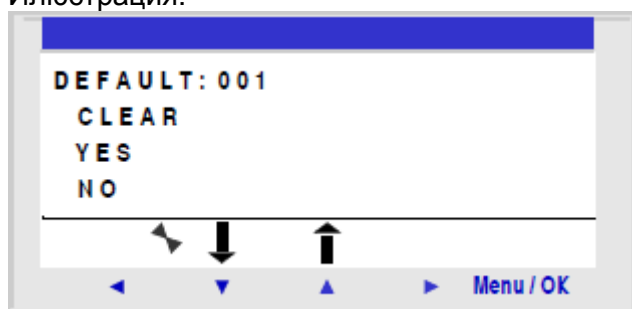 Иллюстрация:
DEFAULT: 001
CLEAR
YES
NO
Menu / OK